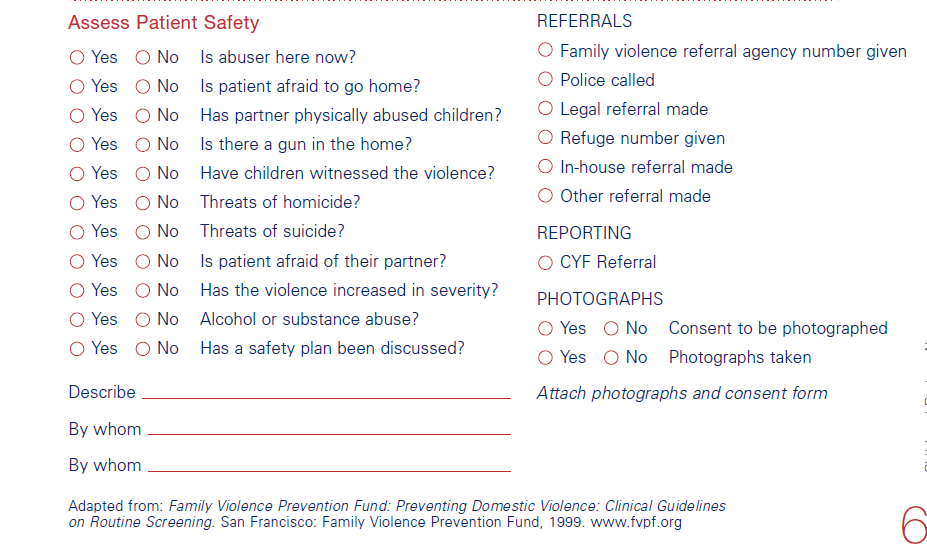 Assess Patient Safety
Yes No Is abuser here now?
Yes No Is patient afraid to go home?
Yes No Has partner physically abused children?
Yes No Is there a gun in the home?
Yes No Have children witnessed the violence?
Yes No Threats of homicide?
Yes No Threats of suicide?
Yes No Is patient afraid of their partner?
Yes No Has the violence increased in severity?
Yes No Alcohol or substance abuse?
Yes No Has a safety plan been discussed?
Describe
By whom
By whom
REFERRALS
Family violence referral agency number given
Police called
Legal referral made
Refuge number given
In-house referral made
Other referral made
REPORTING
CYF Referral
PHOTOGRAPHS
Yes No Consent to be photographed
Yes No Photographs taken
Attach photographs and consent form
Adapted from: Family Violence Prevention Fund: Preventing Domestic Violence: Clinical Guidelines
on Routine Screening. San Francisco: Family Violence Prevention Fund, 1999. www.fvpf.org
6